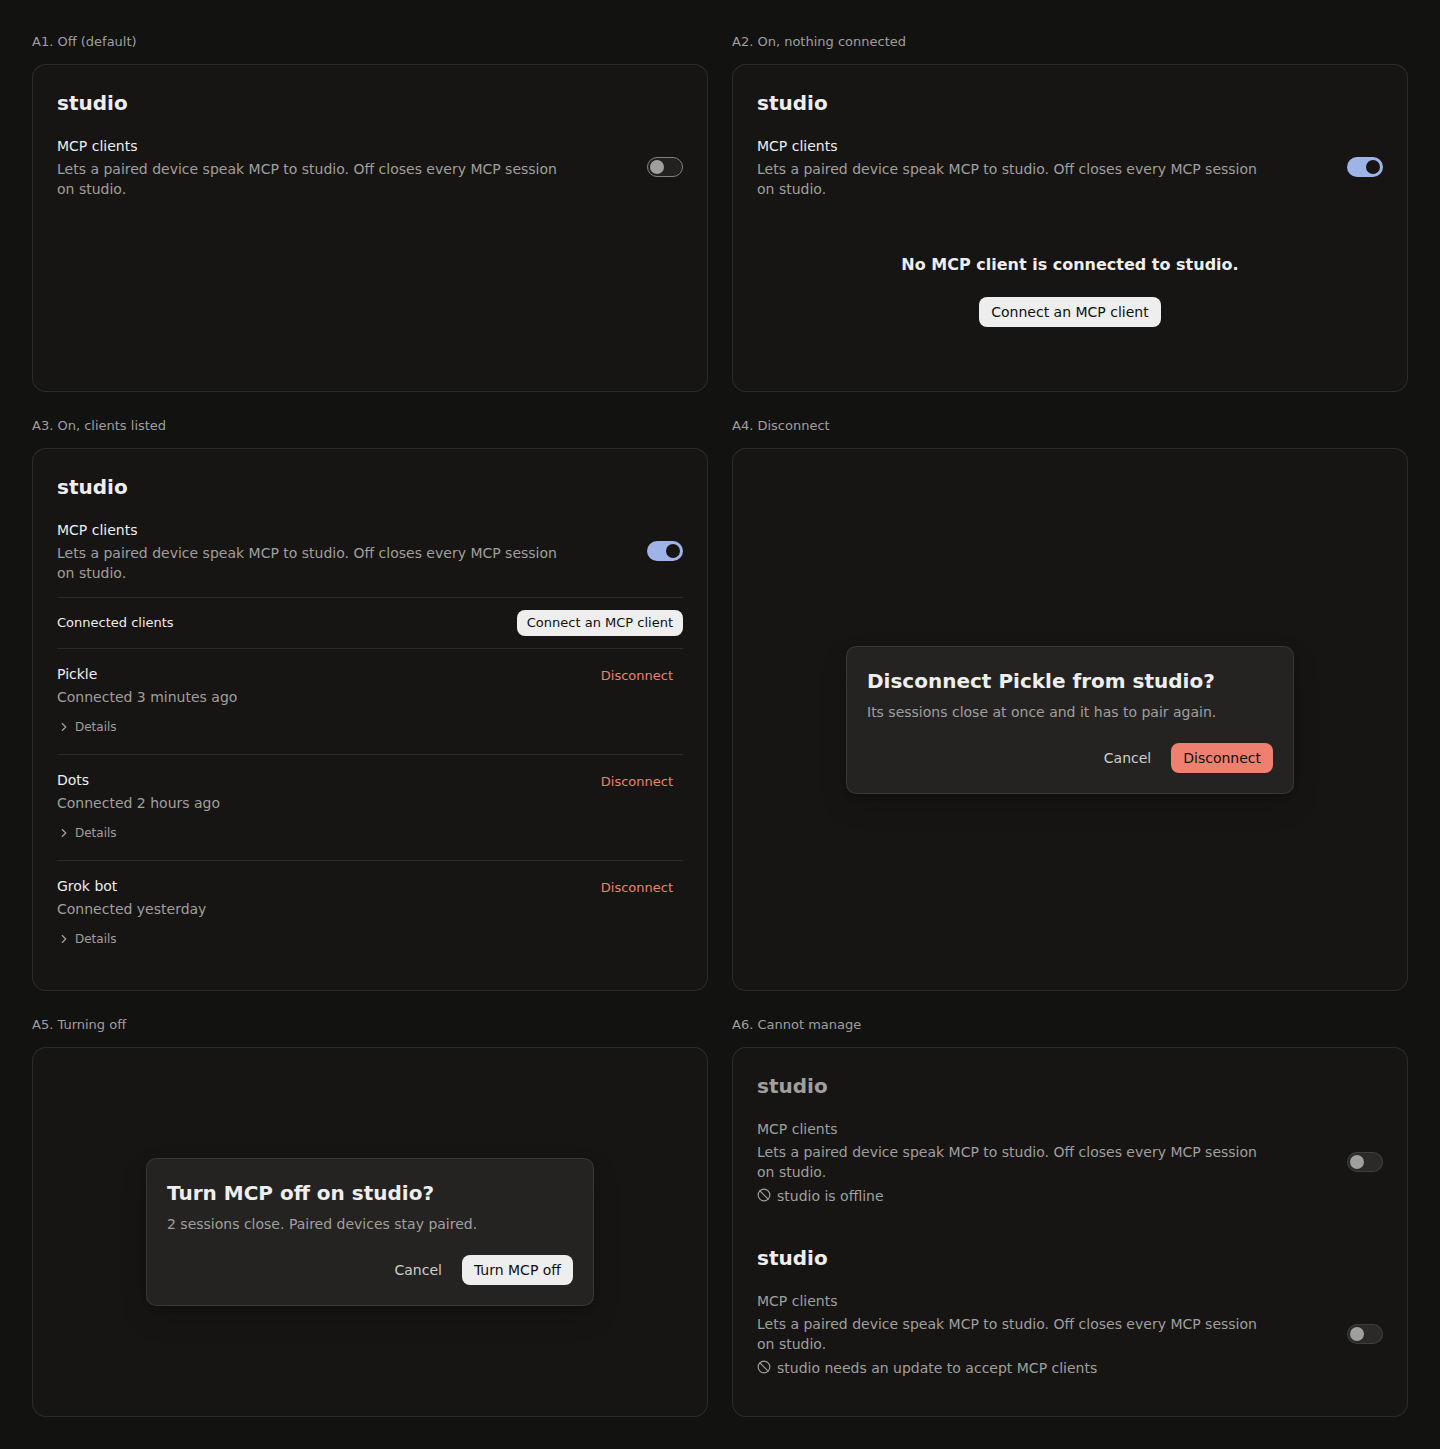 A1. Off (default)
studio
MCP clients
Lets a paired device speak MCP to studio. Off closes every MCP session
on studio.
A2. On, nothing connected
studio
MCP clients
Lets a paired device speak MCP to studio. Off closes every MCP session
on studio.
No MCP client is connected to studio.
Connect an MCP client
A3. On, clients listed
studio
MCP clients
Lets a paired device speak MCP to studio. Off closes every MCP session
on studio.
Connected clients
Connect an MCP client
Pickle
Disconnect
Connected 3 minutes ago
Details
Dots
Disconnect
Connected 2 hours ago
Details
Grok bot
Disconnect
Connected yesterday
Details
A4. Disconnect
Disconnect Pickle from studio?
Its sessions close at once and it has to pair again.
Cancel
Disconnect
A5. Turning off
Turn MCP off on studio?
2 sessions close. Paired devices stay paired.
Cancel
Turn MCP off
A6. Cannot manage
studio
MCP clients
Lets a paired device speak MCP to studio. Off closes every MCP session
on studio.
studio is offline
studio
MCP clients
Lets a paired device speak MCP to studio. Off closes every MCP session
on studio.
studio needs an update to accept MCP clients